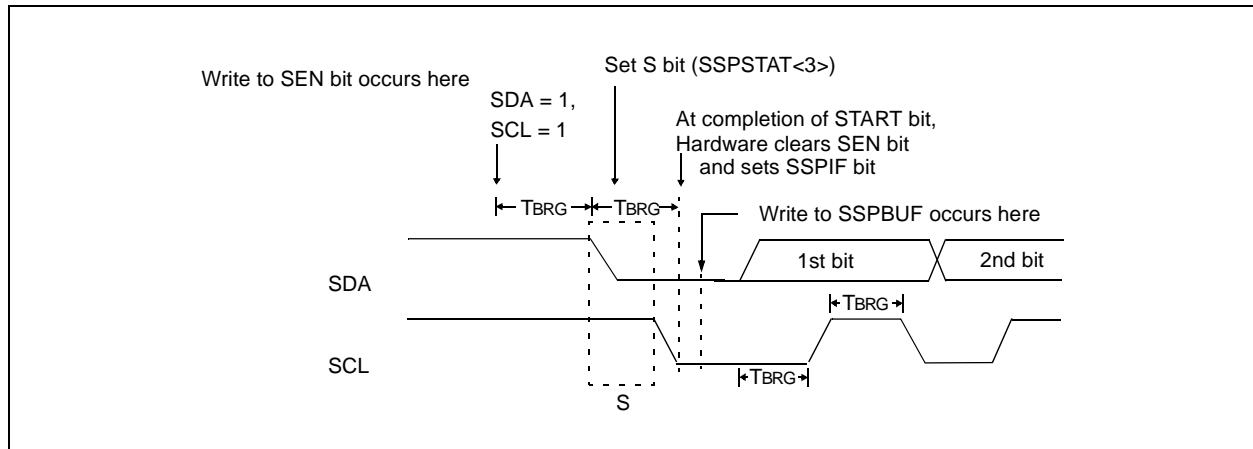 Write to SEN bit occurs here
Set S bit (SSPSTAT<3>)
SDA = 1,
SCL = 1
At completion of START bit,
Hardware clears SEN bit
and sets SSPIF bit
TBRG
TBRG
Write to SSPBUF occurs here
SDA
1st bit
2nd bit
TBRG
SCL
TBRG
S